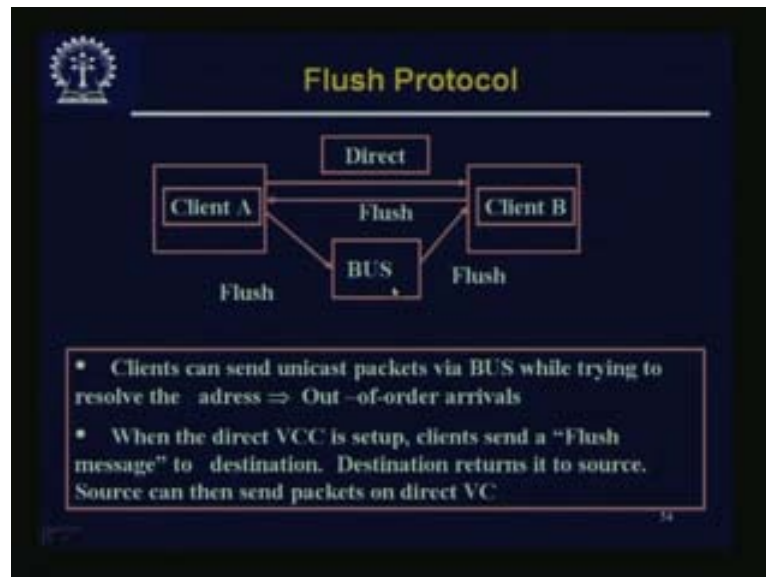 Flush Protocol
Direct
Client A
Flush
Client B
BUS
Flush
Flush
• Clients can send unicast packets via BUS while trying to
resolve the adress ⇒ Out –of-order arrivals
• When the direct VCC is setup, clients send a “Flush
message” to destination. Destination returns it to source.
Source can then send packets on direct VC